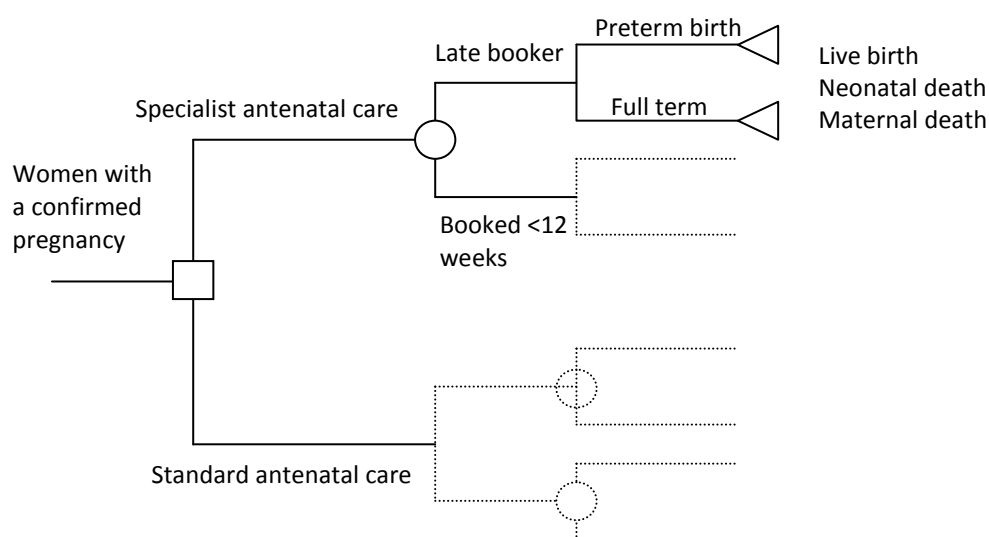 Preterm birth
Late booker
Live birth
Neonatal death
Maternal death
Full term
Specialist antenatal care
Women with
a confirmed
pregnancy
Booked <12
weeks
Standard antenatal care